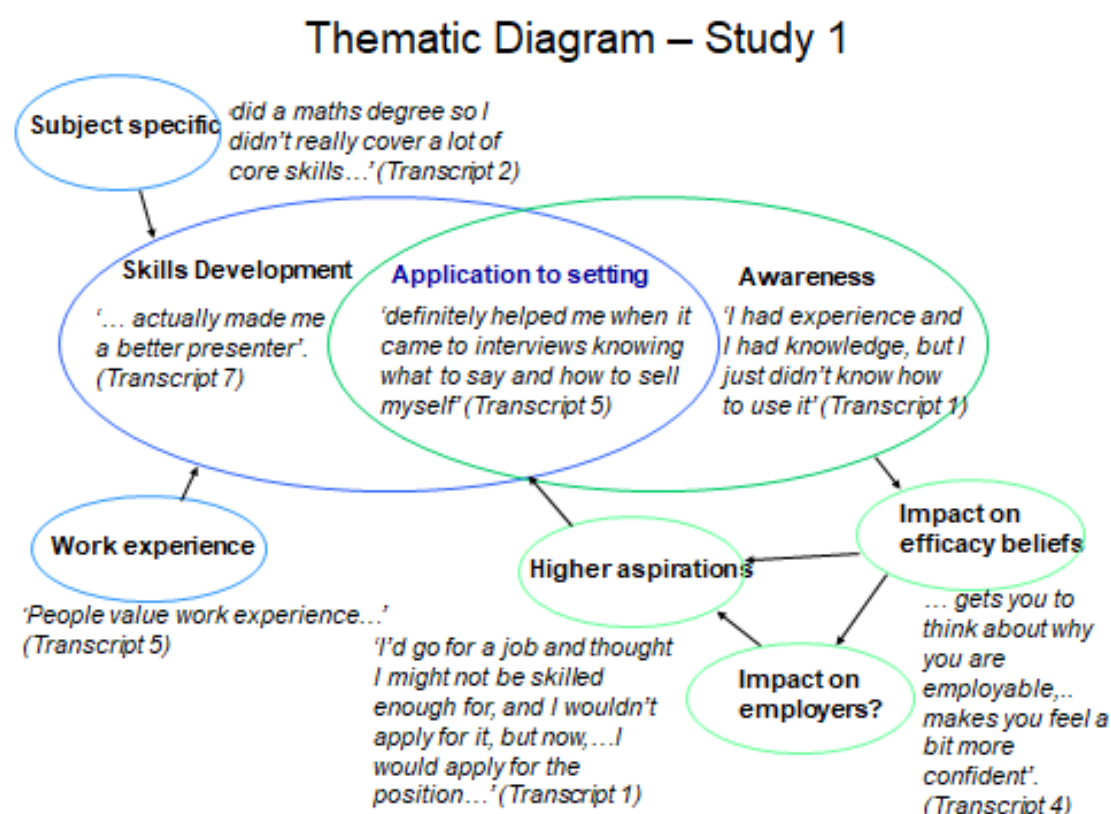 Thematic Diagram – Study 1
Subject specific
‘did a maths degree so I
didn’t really cover a lot of
core skills…’ (Transcript 2)
Skills Development
‘… actually made me
a better presenter’.
(Transcript 7)
Application to setting
‘definitely helped me when it
came to interviews knowing
what to say and how to sell
myself’ (Transcript 5)
Awareness
‘I had experience and
I had knowledge, but I
just didn’t know how
to use it’ (Transcript 1)
Work experience
‘People value work experience…’
(Transcript 5)
Higher aspirations
‘I’d go for a job and thought
I might not be skilled
enough for, and I wouldn’t
apply for it, but now,…I
would apply for the
position…’ (Transcript 1)
Impact on
efficacy beliefs
… gets you to
think about why
you are
employable,..
makes you feel a
bit more
confident’.
(Transcript 4)
Impact on
employers?